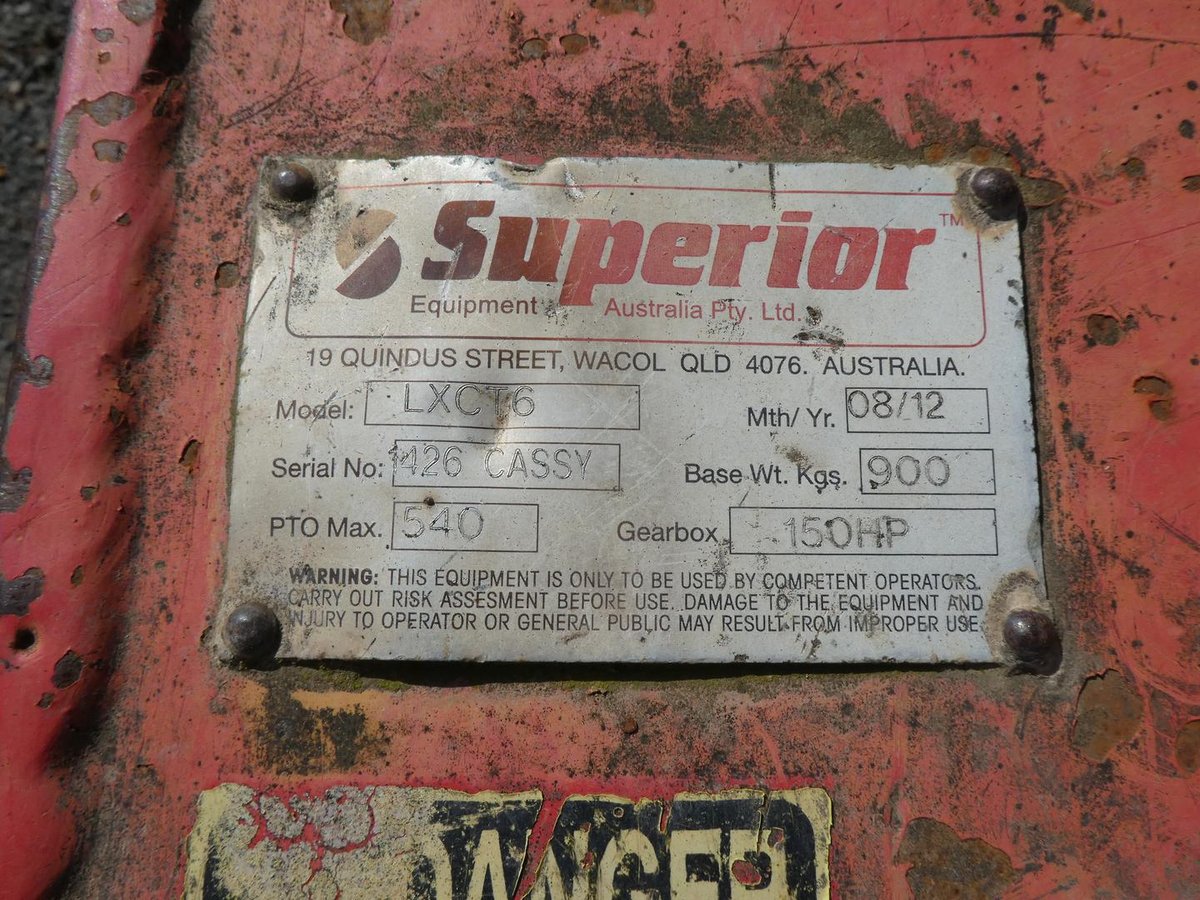 Superior TM
Equipment Australia Pty. Ltd.
19 QUINDUS STREET, WACOL QLD 4076. AUSTRALIA.
Model: LXCT6 Mth/ Yr. 08/12
Serial No: 1426 CASSY Base Wt. Kgs. 900
PTO Max. 540 Gearbox 150HP
WARNING: THIS EQUIPMENT IS ONLY TO BE USED BY COMPETENT OPERATORS.
CARRY OUT RISK ASSESMENT BEFORE USE. DAMAGE TO THE EQUIPMENT AND
INJURY TO OPERATOR OR GENERAL PUBLIC MAY RESULT FROM IMPROPER USE.
DANGER